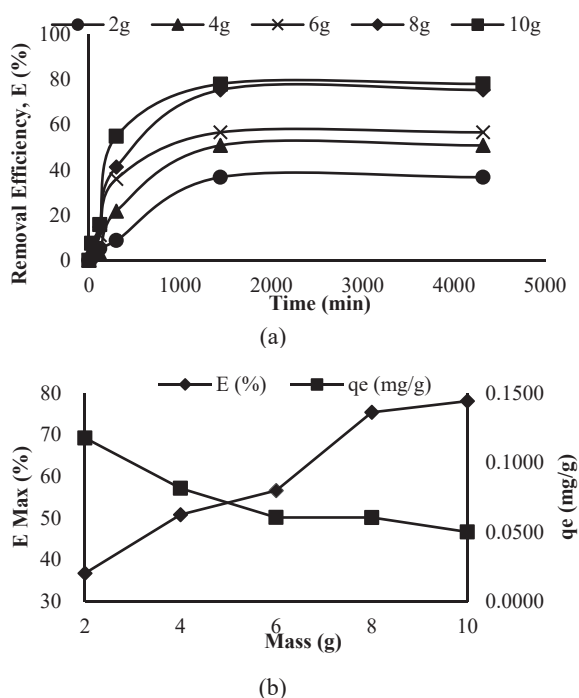 2g 4g 6g 8g 10g
Removal Efficiency, E (%)
100
80
60
40
20
0
0 1000 2000 3000 4000 5000
Time (min)
(a)
E (%) qe (mg/g)
E Max (%)
80
70
60
50
40
30
0.1500
0.1000
0.0500
0.0000
qe (mg/g)
2 4 6 8 10
Mass (g)
(b)